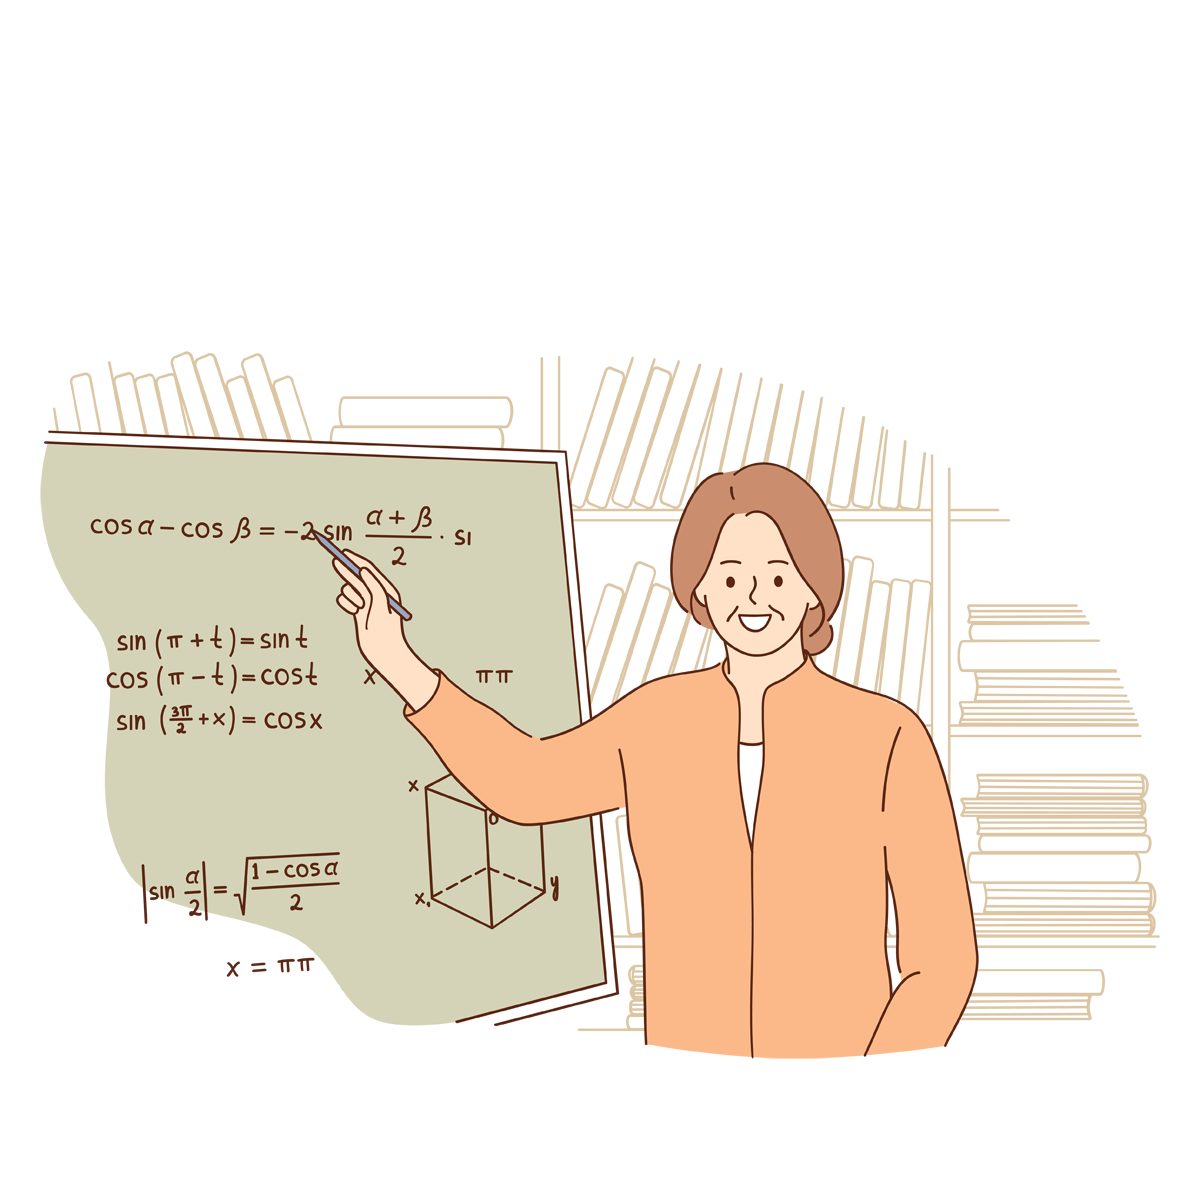 cos α − cos β = −2 sin (α + β)/2 · si
sin (π + t) = sin t
cos (π − t) = cos t
x ππ
sin (3π/2 + x) = cos x
x
o
|sin α/2| = √((1 − cos α)/2)
x, y
x = ππ